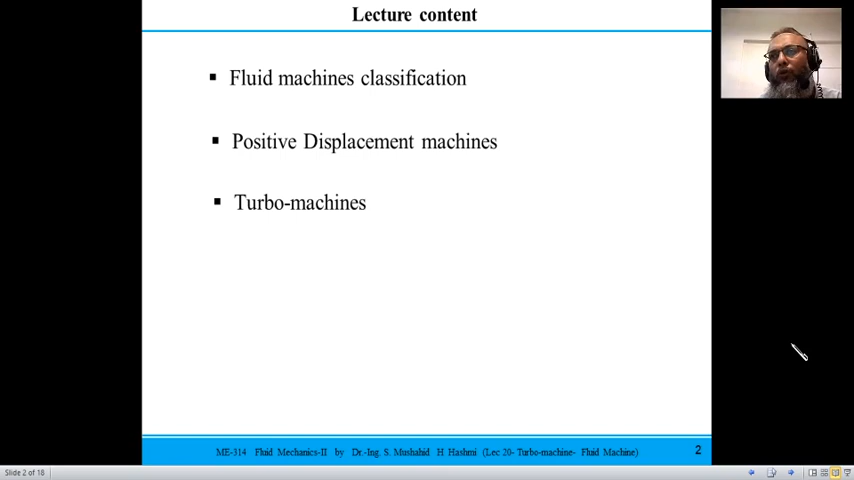 Lecture content
▪ Fluid machines classification
▪ Positive Displacement machines
▪ Turbo-machines
ME-314 Fluid Mechanics-II by Dr.-Ing. S. Mushahid H Hashmi (Lec 20- Turbo-machine- Fluid Machine) 2
Slide 2 of 18